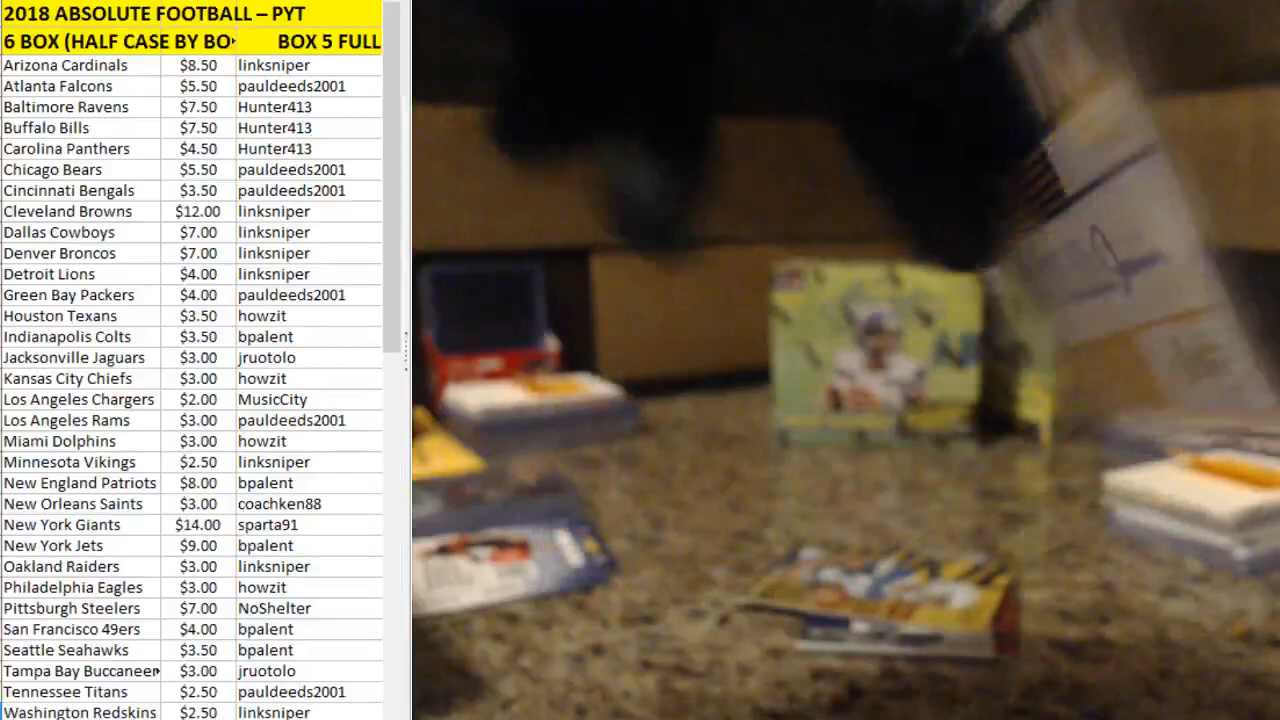 2018 ABSOLUTE FOOTBALL – PYT
6 BOX (HALF CASE BY BO BOX 5 FULL
Arizona Cardinals $8.50 linksniper
Atlanta Falcons $5.50 pauldeeds2001
Baltimore Ravens $7.50 Hunter413
Buffalo Bills $7.50 Hunter413
Carolina Panthers $4.50 Hunter413
Chicago Bears $5.50 pauldeeds2001
Cincinnati Bengals $3.50 pauldeeds2001
Cleveland Browns $12.00 linksniper
Dallas Cowboys $7.00 linksniper
Denver Broncos $7.00 linksniper
Detroit Lions $4.00 linksniper
Green Bay Packers $4.00 pauldeeds2001
Houston Texans $3.50 howzit
Indianapolis Colts $3.50 bpalent
Jacksonville Jaguars $3.00 jruotolo
Kansas City Chiefs $3.00 howzit
Los Angeles Chargers $2.00 MusicCity
Los Angeles Rams $3.00 pauldeeds2001
Miami Dolphins $3.00 howzit
Minnesota Vikings $2.50 linksniper
New England Patriots $8.00 bpalent
New Orleans Saints $3.00 coachken88
New York Giants $14.00 sparta91
New York Jets $9.00 bpalent
Oakland Raiders $3.00 linksniper
Philadelphia Eagles $3.00 howzit
Pittsburgh Steelers $7.00 NoShelter
San Francisco 49ers $4.00 bpalent
Seattle Seahawks $3.50 bpalent
Tampa Bay Buccaneer $3.00 jruotolo
Tennessee Titans $2.50 pauldeeds2001
Washington Redskins $2.50 linksniper